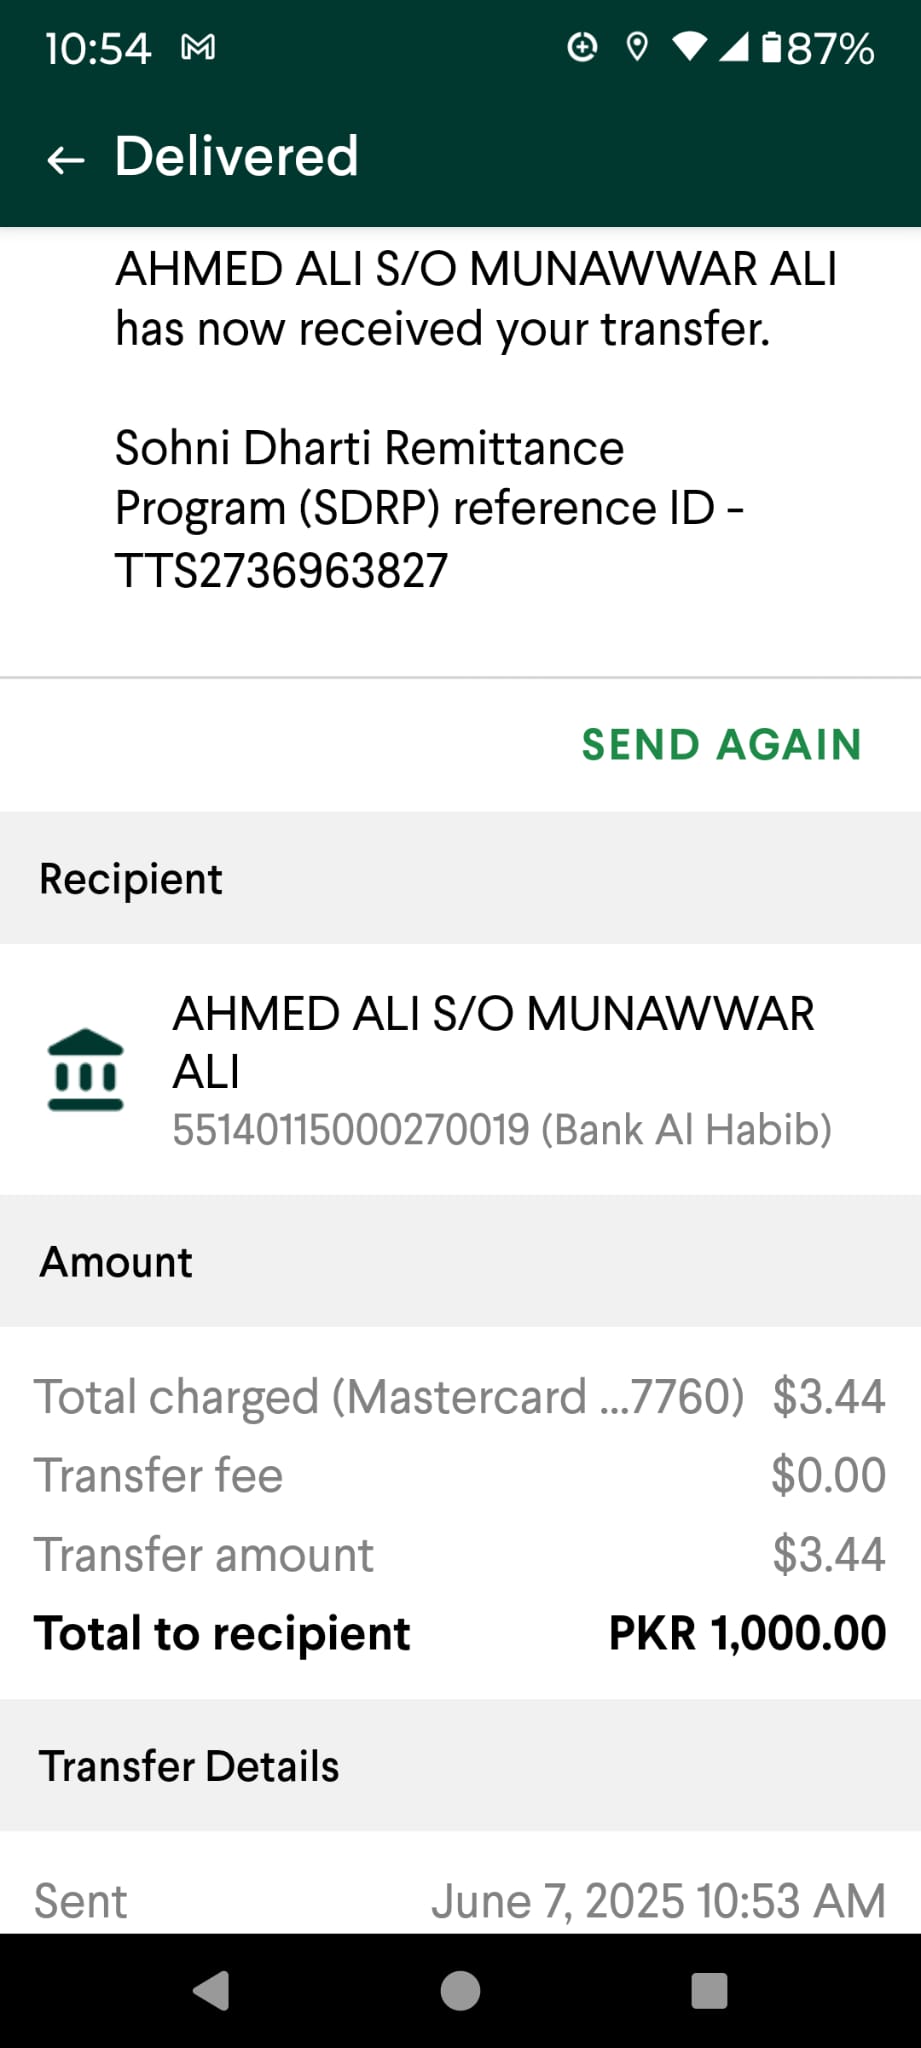 10:54
87%
Delivered
AHMED ALI S/O MUNAWWAR ALI
has now received your transfer.
Sohni Dharti Remittance
Program (SDRP) reference ID -
TTS2736963827
SEND AGAIN
Recipient
AHMED ALI S/O MUNAWWAR
ALI
55140115000270019 (Bank Al Habib)
Amount
Total charged (Mastercard ...7760) $3.44
Transfer fee $0.00
Transfer amount $3.44
Total to recipient PKR 1,000.00
Transfer Details
Sent June 7, 2025 10:53 AM